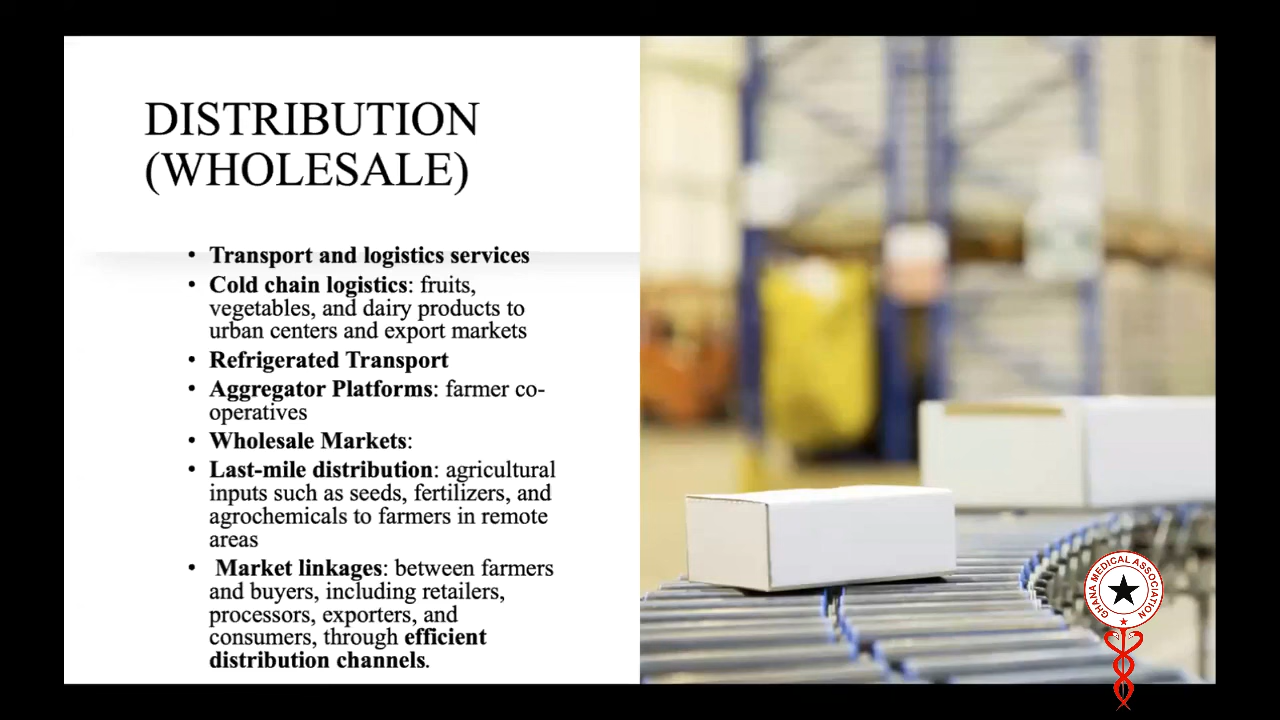 DISTRIBUTION
(WHOLESALE)
• Transport and logistics services
• Cold chain logistics: fruits,
vegetables, and dairy products to
urban centers and export markets
• Refrigerated Transport
• Aggregator Platforms: farmer co-
operatives
• Wholesale Markets:
• Last-mile distribution: agricultural
inputs such as seeds, fertilizers, and
agrochemicals to farmers in remote
areas
• Market linkages: between farmers
and buyers, including retailers,
processors, exporters, and
consumers, through efficient
distribution channels.
GHANA MEDICAL ASSOCIATION